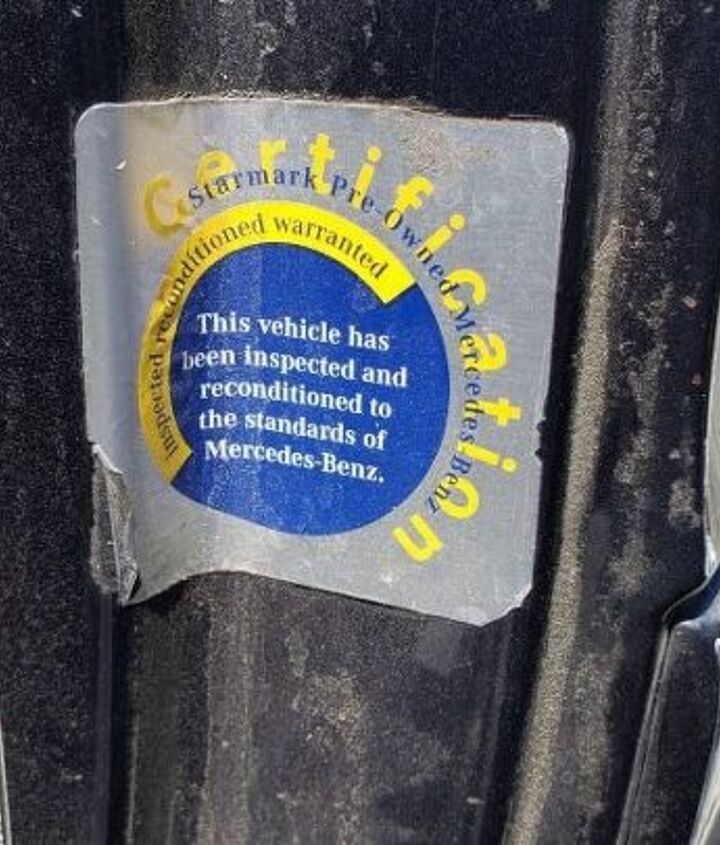 Certification
Starmark Pre-Owned Mercedes-Benz
inspected reconditioned warranted
This vehicle has
been inspected and
reconditioned to
the standards of
Mercedes-Benz.